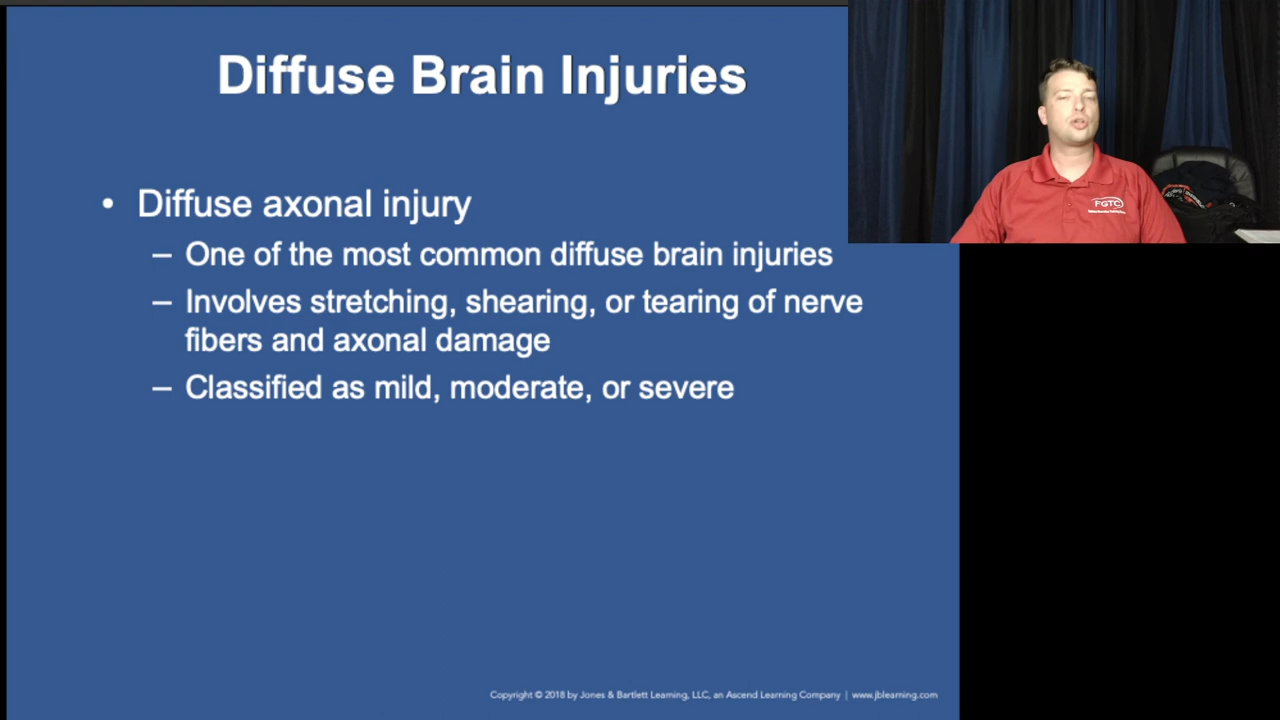 Diffuse Brain Injuries
• Diffuse axonal injury
– One of the most common diffuse brain injuries
– Involves stretching, shearing, or tearing of nerve
fibers and axonal damage
– Classified as mild, moderate, or severe
FGTC
Copyright © 2018 by Jones & Bartlett Learning, LLC, an Ascend Learning Company | www.jblearning.com